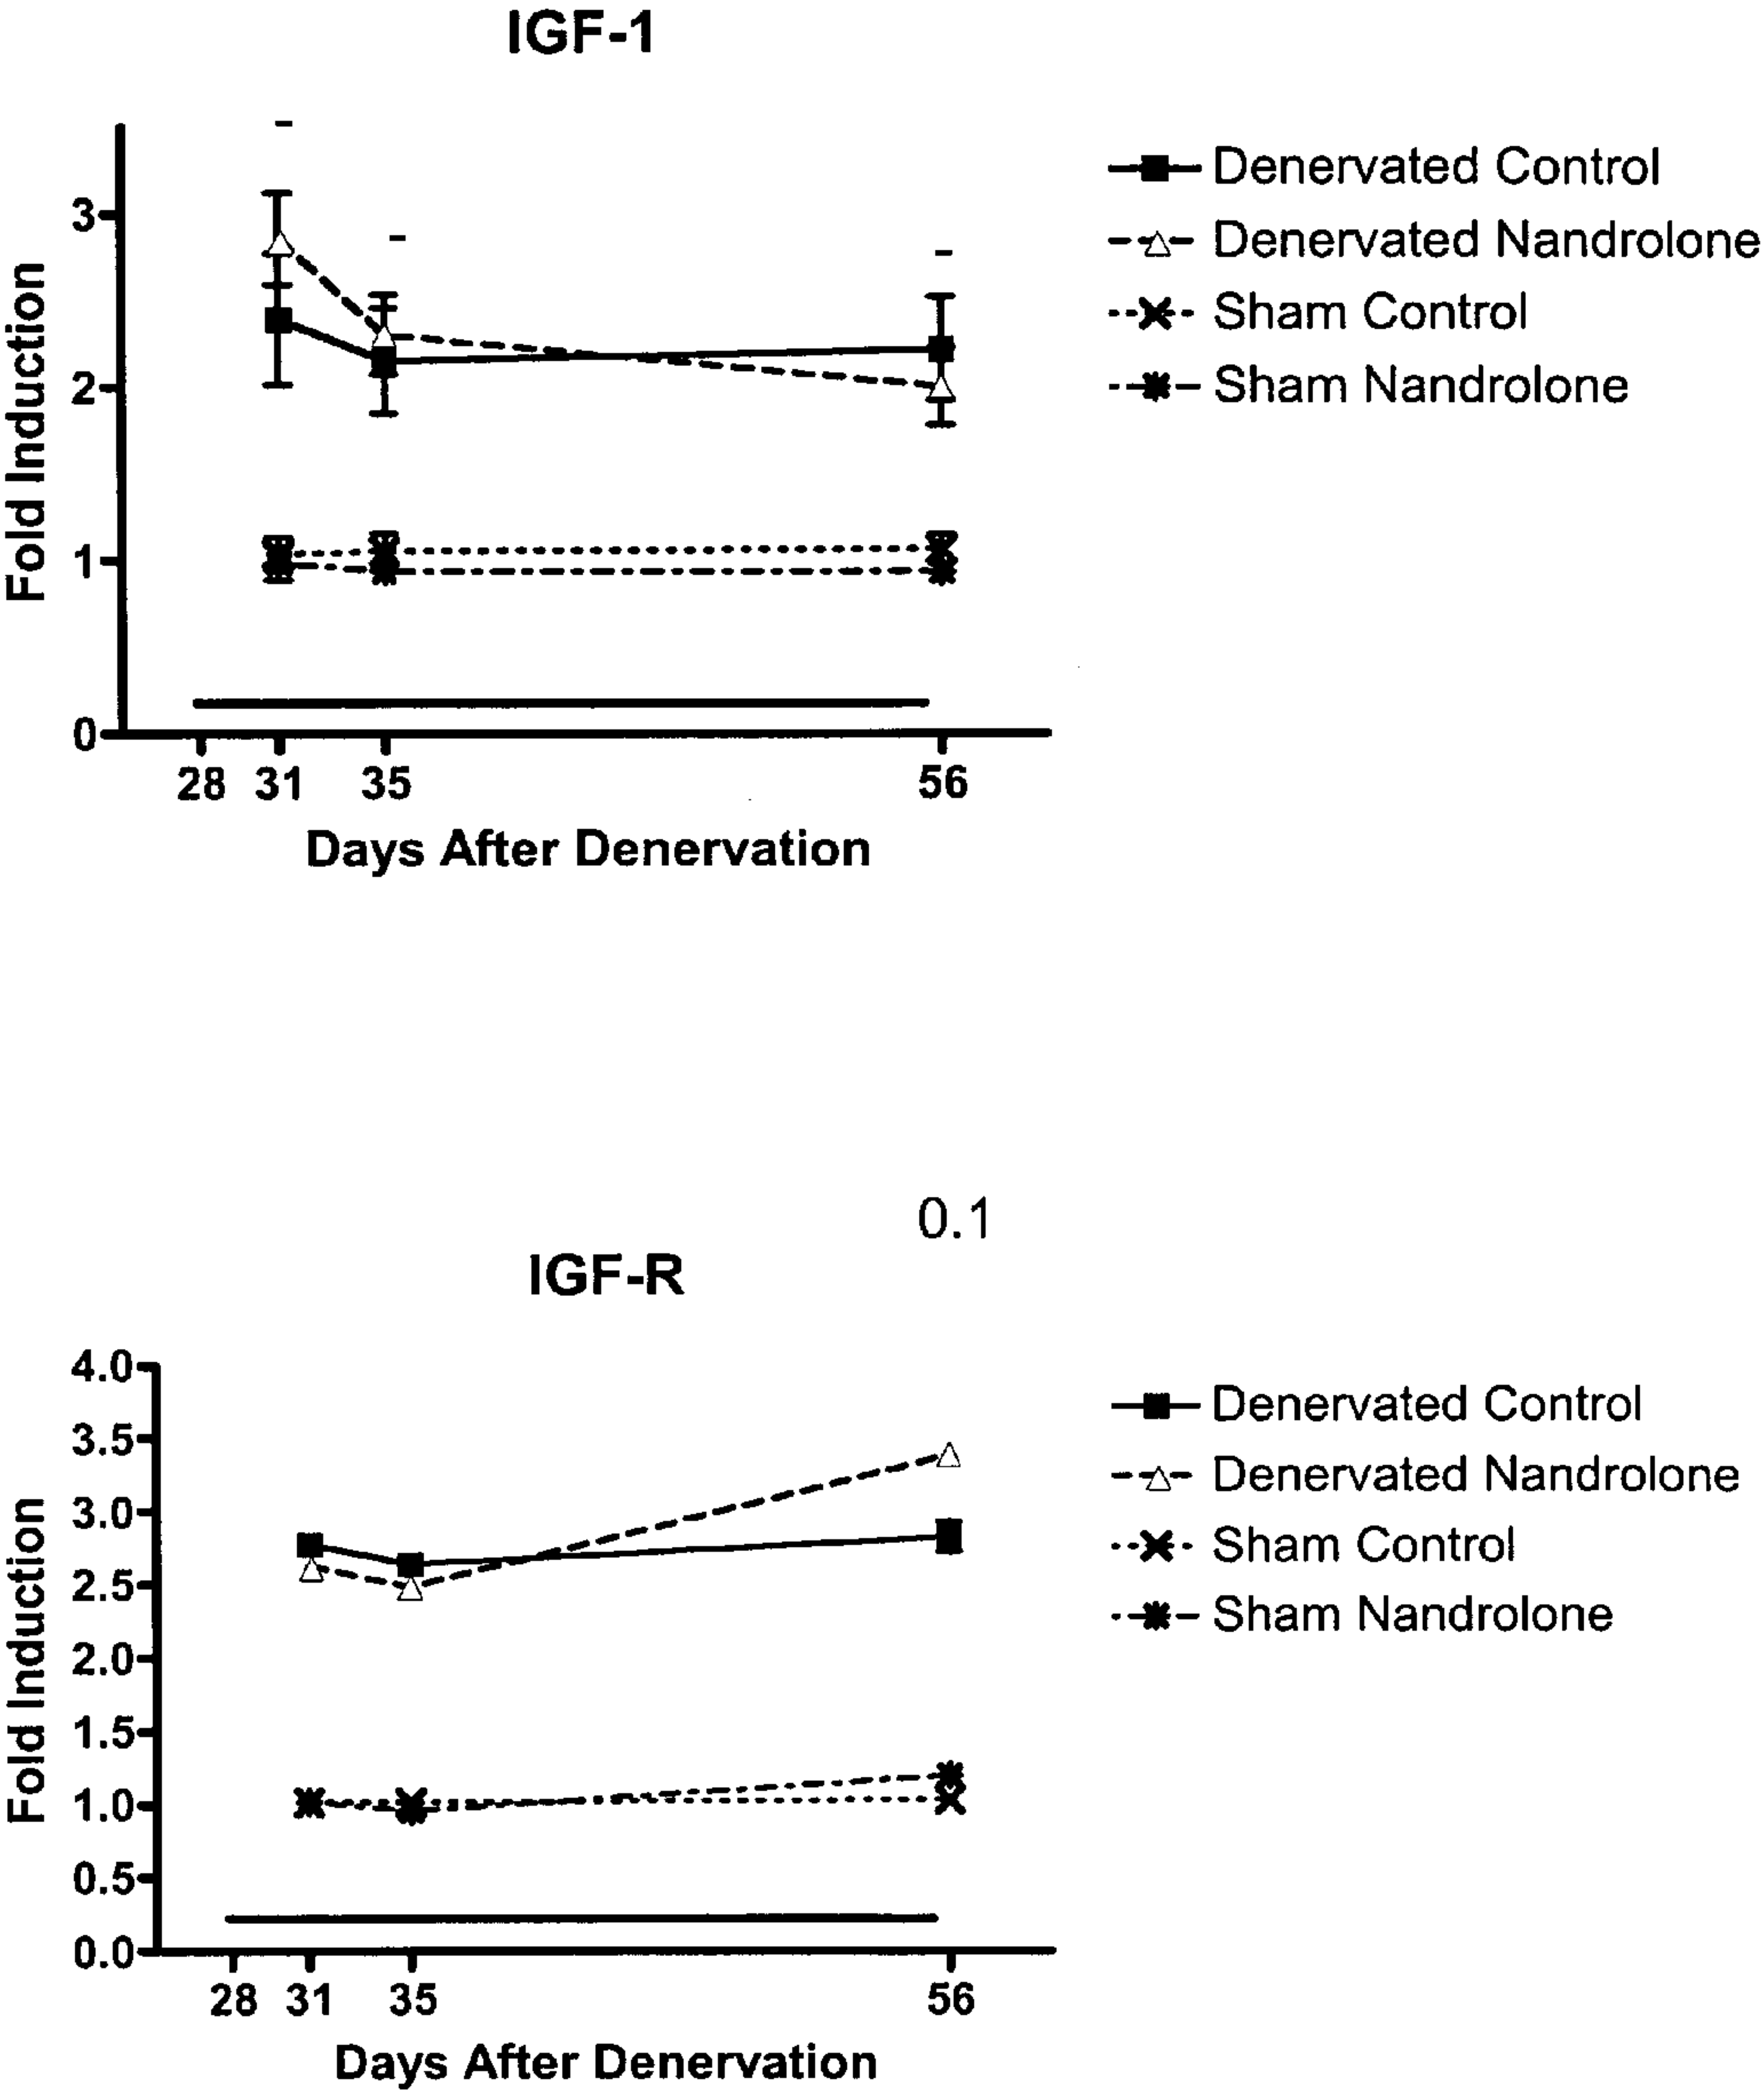 IGF-1
-
-
-
3
2
1
0
Fold Induction
28 31 35 56
Days After Denervation
Denervated Control
Denervated Nandrolone
Sham Control
Sham Nandrolone
0.1
IGF-R
4.0
3.5
3.0
2.5
2.0
1.5
1.0
0.5
0.0
Fold Induction
28 31 35 56
Days After Denervation
Denervated Control
Denervated Nandrolone
Sham Control
Sham Nandrolone